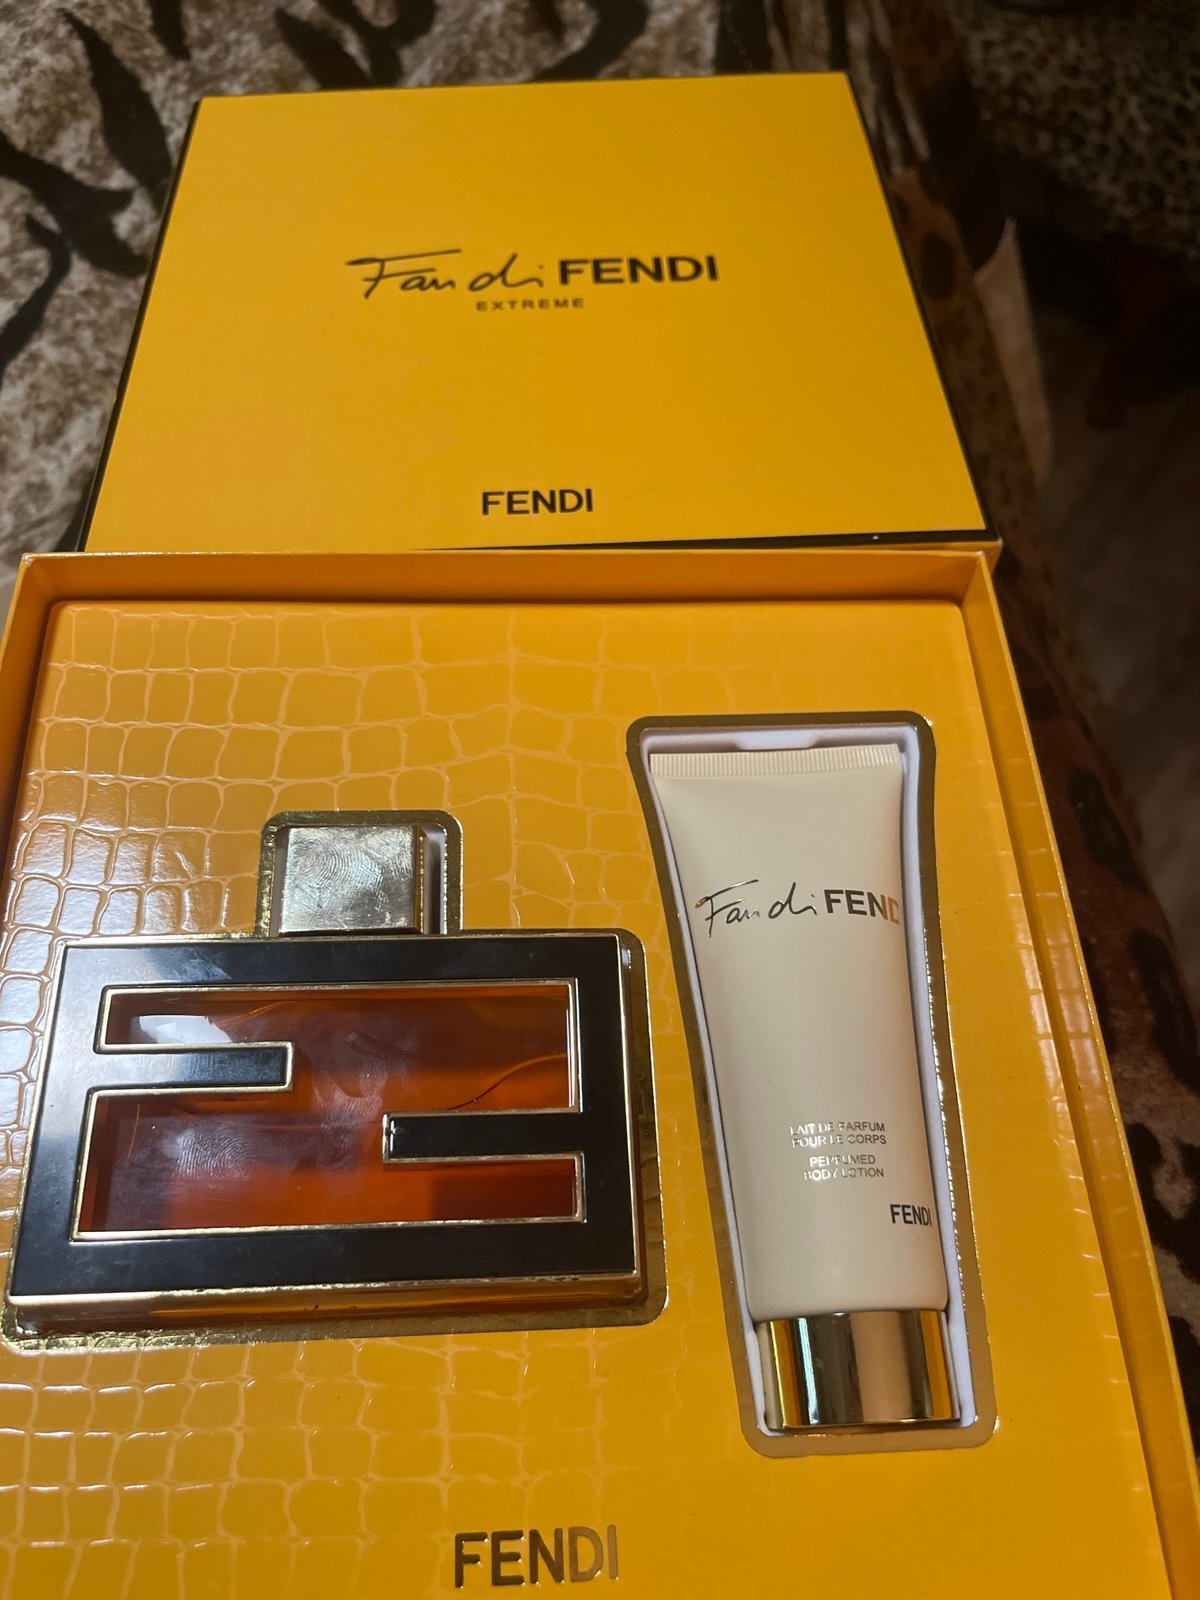 Fan di FENDI
EXTREME
FENDI
Fan di FEND
LAIT DE PARFUM
POUR LE CORPS
PERFUMED
BODY LOTION
FENDI
FENDI